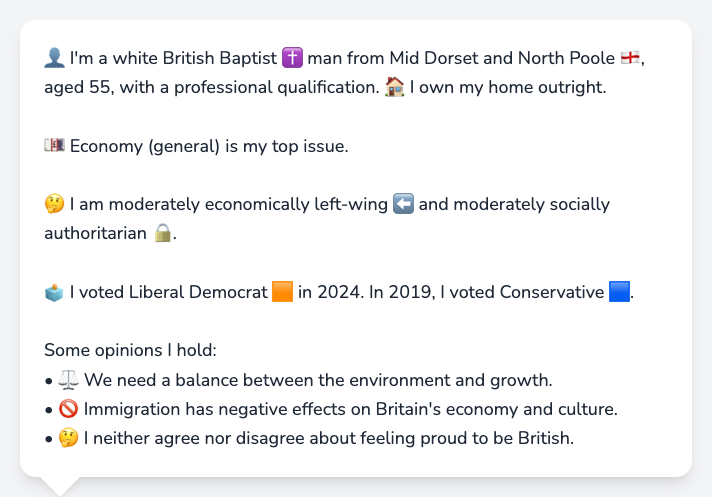 👤 I'm a white British Baptist ✝️ man from Mid Dorset and North Poole 🏴󠁧󠁢󠁥󠁮󠁧󠁿,
aged 55, with a professional qualification. 🏠 I own my home outright.
💷 Economy (general) is my top issue.
🤔 I am moderately economically left-wing ⬅️ and moderately socially
authoritarian 🔒.
🗳️ I voted Liberal Democrat 🟧 in 2024. In 2019, I voted Conservative 🟦.
Some opinions I hold:
• ⚖️ We need a balance between the environment and growth.
• 🚫 Immigration has negative effects on Britain's economy and culture.
• 🤔 I neither agree nor disagree about feeling proud to be British.